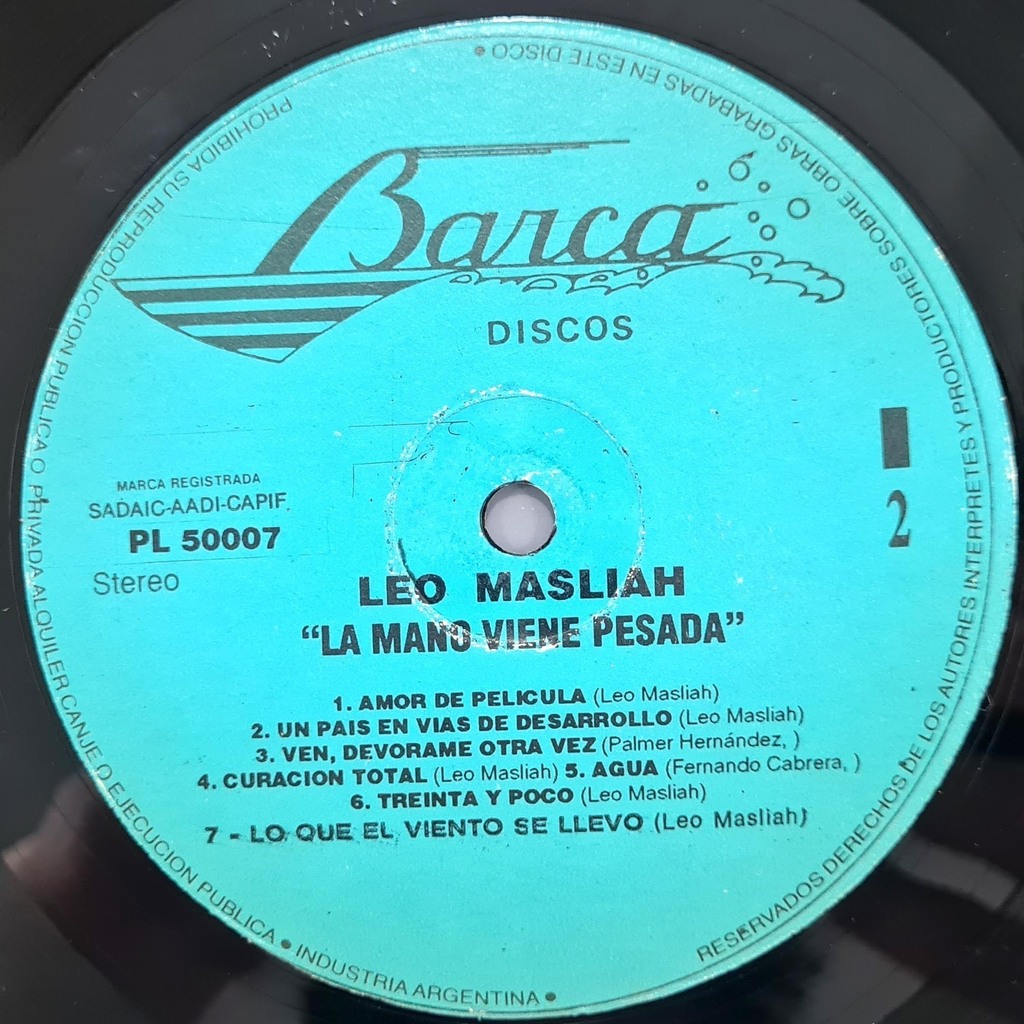 Barca
DISCOS
MARCA REGISTRADA
SADAIC-AADI-CAPIF.
PL 50007
Stereo
2
LEO MASLIAH
“LA MANO VIENE PESADA”
1. AMOR DE PELICULA (Leo Masliah)
2. UN PAIS EN VIAS DE DESARROLLO (Leo Masliah)
3. VEN, DEVORAME OTRA VEZ (Palmer Hernández, )
4. CURACION TOTAL (Leo Masliah) 5. AGUA (Fernando Cabrera, )
6. TREINTA Y POCO (Leo Masliah)
7 - LO QUE EL VIENTO SE LLEVO (Leo Masliah)
RESERVADOS DERECHOS DE LOS AUTORES INTERPRETES Y PRODUCTORES SOBRE OBRAS GRABADAS EN ESTE DISCO •
PROHIBIDA SU REPRODUCCION PUBLICA O PRIVADA, ALQUILER CANJE O EJECUCION PUBLICA • INDUSTRIA ARGENTINA •